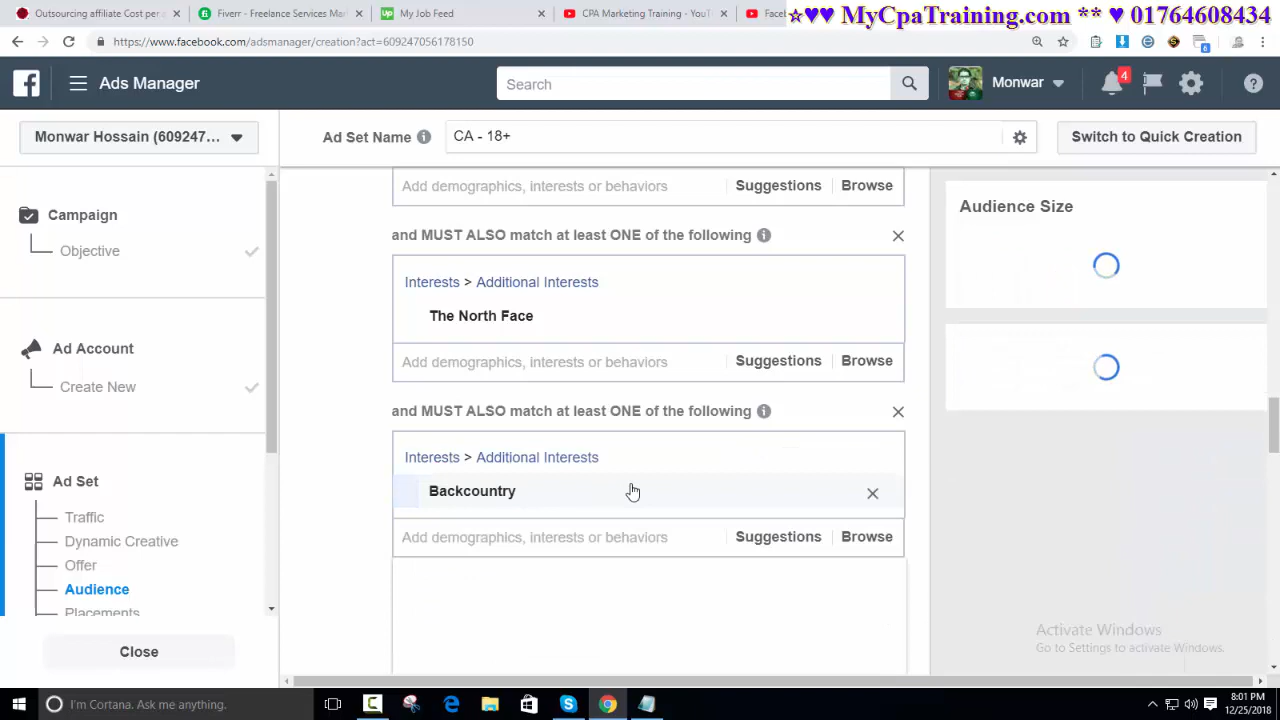 Outsourcing affiliate Cost p
Fiverr - Freelance Services Mar
My Job Feed
CPA Marketing Training - YouT
Facel
☆♥♥ MyCpaTraining.com ** ♥ 01764608434
https://www.facebook.com/adsmanager/creation?act=609247056178150
6
Ads Manager
Search
Monwar
4
Monwar Hossain (609247...
Ad Set Name
CA - 18+
Switch to Quick Creation
Campaign
Objective
Ad Account
Create New
Ad Set
Traffic
Dynamic Creative
Offer
Audience
Placements
Close
Add demographics, interests or behaviors
Suggestions
Browse
and MUST ALSO match at least ONE of the following
Interests > Additional Interests
The North Face
Add demographics, interests or behaviors
Suggestions
Browse
and MUST ALSO match at least ONE of the following
Interests > Additional Interests
Backcountry
Add demographics, interests or behaviors
Suggestions
Browse
Audience Size
Activate Windows
Go to Settings to activate Windows.
I'm Cortana. Ask me anything.
8:01 PM
12/25/2018